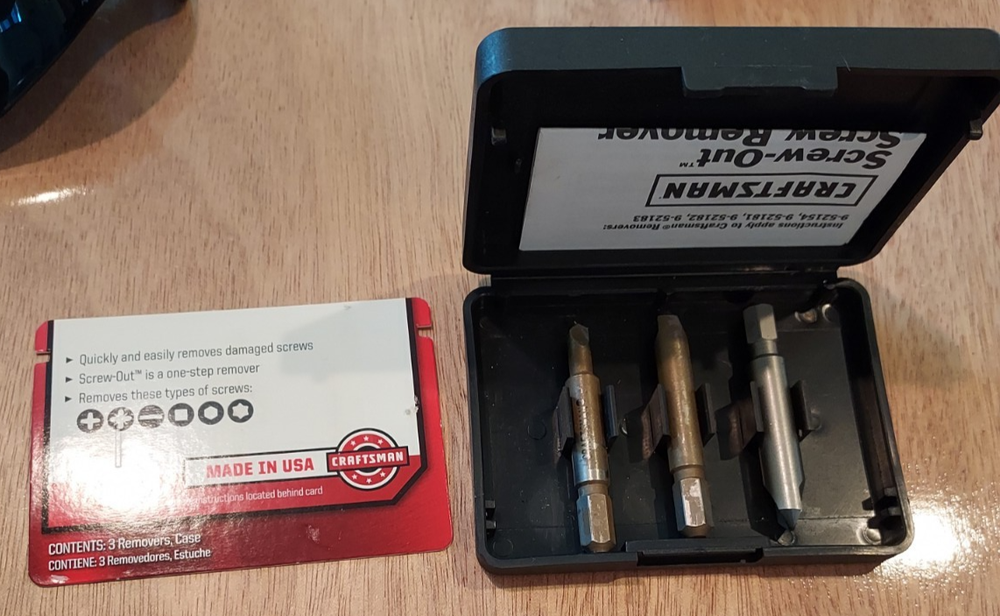 ► Quickly and easily removes damaged screws
► Screw-Out™ is a one-step remover
► Removes these types of screws:
MADE IN USA
CRAFTSMAN
instructions located behind card
CONTENTS: 3 Removers, Case
CONTIENE: 3 Removedores, Estuche
Instructions apply to Craftsman® Removers:
9-52154, 9-52181, 9-52182, 9-52183
CRAFTSMAN
Screw-Out™
Screw Remover